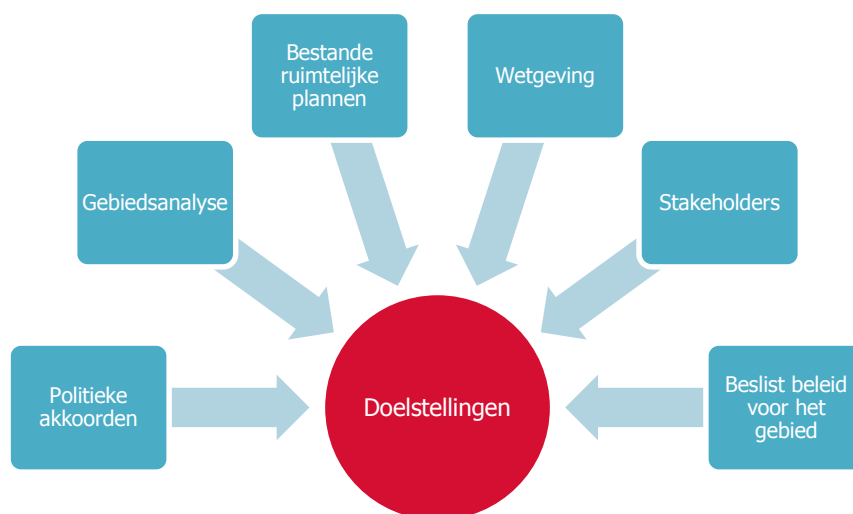 Bestande
ruimtelijke
plannen
Wetgeving
Gebiedsanalyse
Stakeholders
Politieke
akkoorden
Doelstellingen
Beslist beleid
voor het
gebied